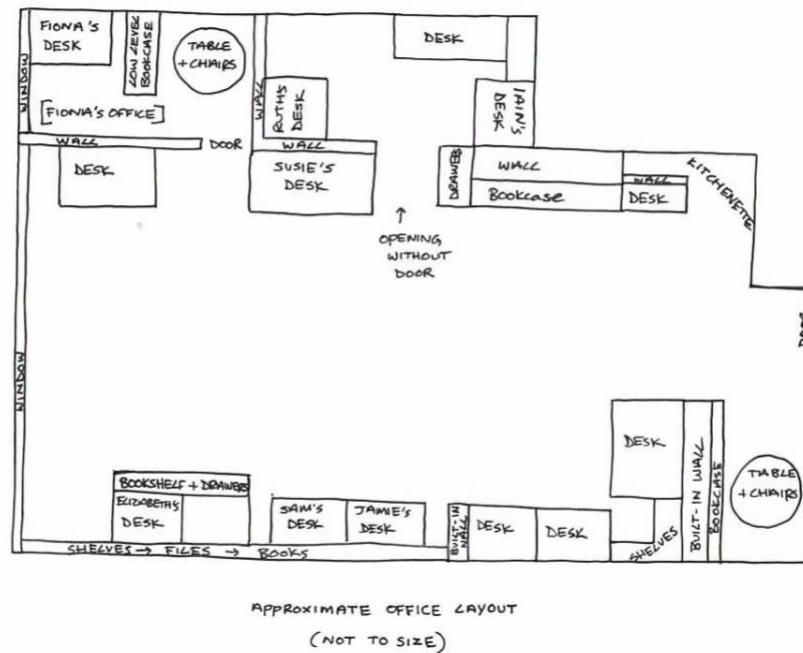 FIONA'S
DESK
LOW LEVEL
BOOKCASE
TABLE
+ CHAIRS
WINDOW
[FIONIA'S OFFICE]
WALL
DOOR
DESK
WALL
RUTH'S
DESK
WALL
SUSIE'S
DESK
DESK
IAIN'S
DESK
DRAWERS
WALL
BOOKCASE
WALL
DESK
KITCHENETTE
↑
OPENING
WITHOUT
DOOR
DOOR
WINDOW
BOOKSHELF + DRAWERS
ELIZABETH'S
DESK
SAM'S
DESK
JAMIE'S
DESK
BUILT-IN
WALL
DESK
DESK
DESK
SHELVES
BUILT-IN WALL
BOOKCASE
TABLE
+ CHAIRS
SHELVES → FILES → BOOKS
APPROXIMATE OFFICE LAYOUT
(NOT TO SIZE)